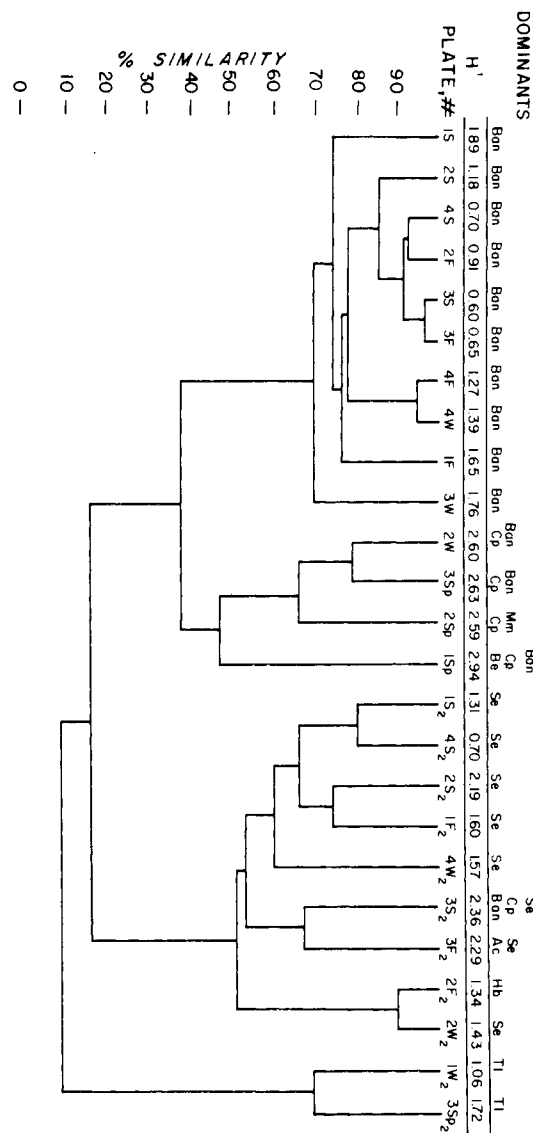 DOMINANTS
Ban Se
Ban Ban Mm Cp Cp Se
Ban Ban Ban Ban Ban Ban Ban Ban Ban Ban Cp Cp Cp Be Se Se Se Se Ban Ac Hb Se Tl Tl
H' 1.89 1.18 0.70 0.91 0.60 0.65 1.27 1.39 1.65 1.76 2.60 2.63 2.59 2.94 1.31 0.70 2.19 1.60 1.57 2.36 2.29 1.34 1.43 1.06 1.72
PLATE,# 1S 2S 4S 2F 3S 3F 4F 4W 1F 3W 2W 3Sp 2Sp 1Sp 1S₂ 4S₂ 2S₂ 1F₂ 4W₂ 3S₂ 3F₂ 2F₂ 2W₂ 1W₂ 3Sp₂
% SIMILARITY
90
80
70
60
50
40
30
20
10
0